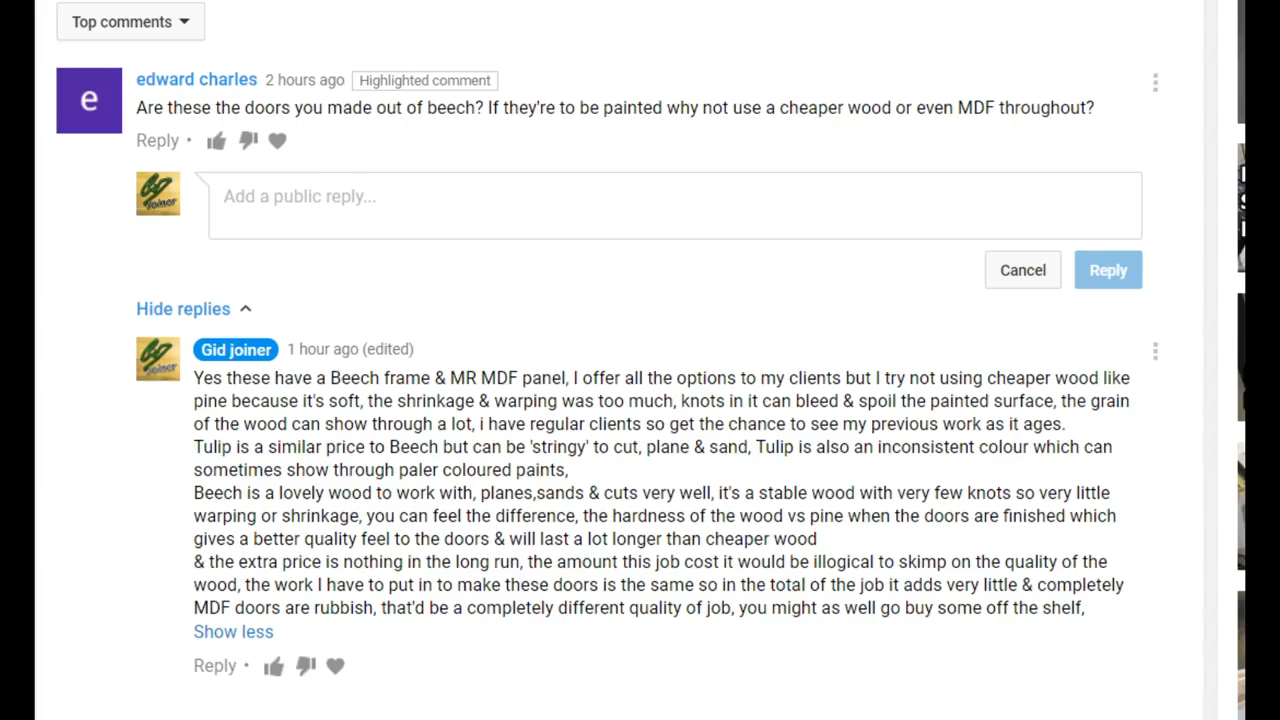 Top comments
edward charles 2 hours ago Highlighted comment
e
Are these the doors you made out of beech? If they're to be painted why not use a cheaper wood or even MDF throughout?
Reply •
Add a public reply...
Cancel Reply
Hide replies
Gid joiner 1 hour ago (edited)
Yes these have a Beech frame & MR MDF panel, I offer all the options to my clients but I try not using cheaper wood like
pine because it's soft, the shrinkage & warping was too much, knots in it can bleed & spoil the painted surface, the grain
of the wood can show through a lot, i have regular clients so get the chance to see my previous work as it ages.
Tulip is a similar price to Beech but can be 'stringy' to cut, plane & sand, Tulip is also an inconsistent colour which can
sometimes show through paler coloured paints,
Beech is a lovely wood to work with, planes,sands & cuts very well, it's a stable wood with very few knots so very little
warping or shrinkage, you can feel the difference, the hardness of the wood vs pine when the doors are finished which
gives a better quality feel to the doors & will last a lot longer than cheaper wood
& the extra price is nothing in the long run, the amount this job cost it would be illogical to skimp on the quality of the
wood, the work I have to put in to make these doors is the same so in the total of the job it adds very little & completely
MDF doors are rubbish, that'd be a completely different quality of job, you might as well go buy some off the shelf,
Show less
Reply •